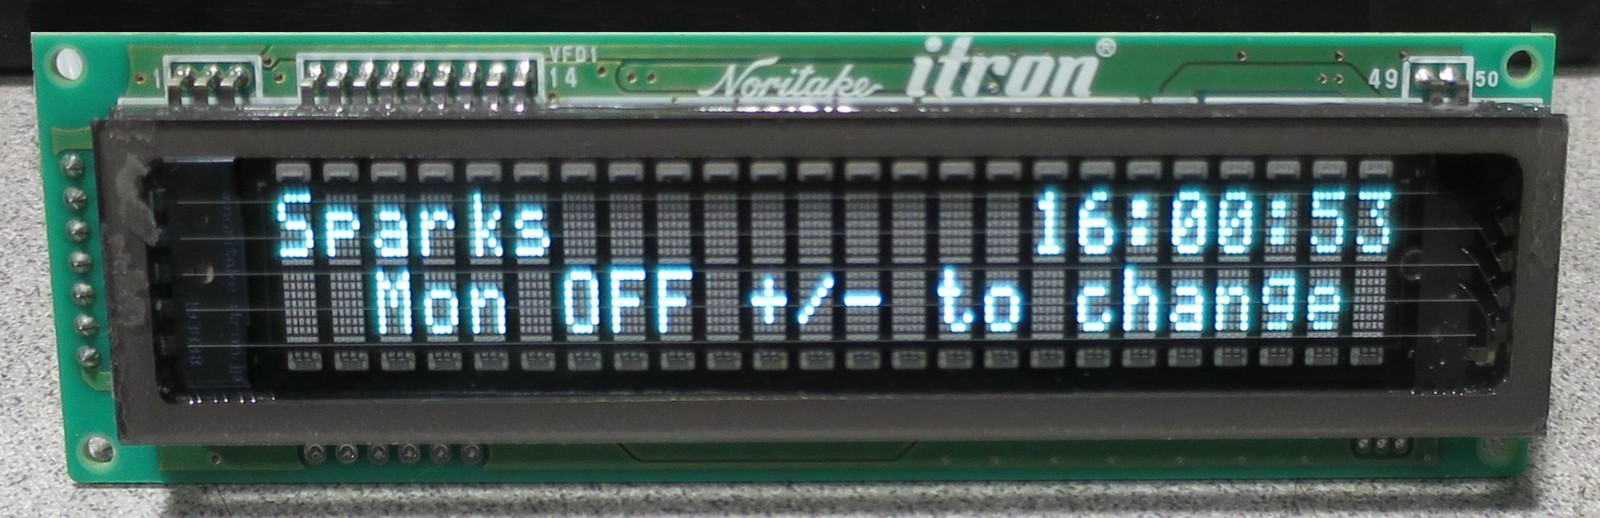 VFD1
1
14
Noritake itron®
49
50
Sparks 16:00:53
Mon OFF +/- to change